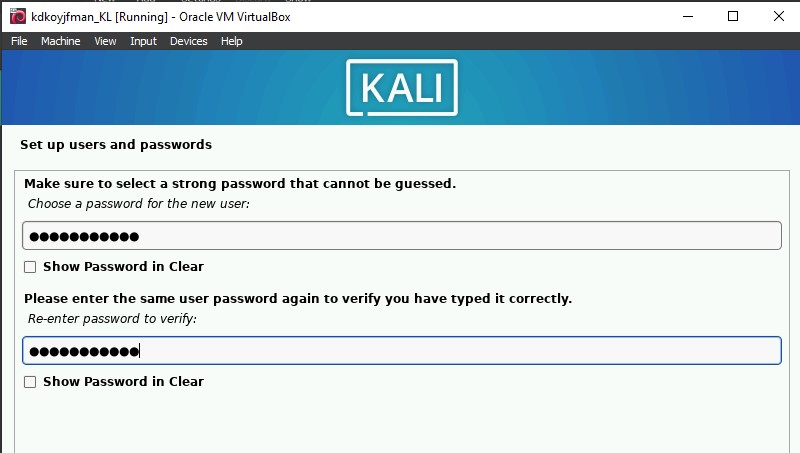 kdkoyjfman_KL [Running] - Oracle VM VirtualBox
File Machine View Input Devices Help
KALI
Set up users and passwords
Make sure to select a strong password that cannot be guessed.
Choose a password for the new user:
●●●●●●●●●●●
Show Password in Clear
Please enter the same user password again to verify you have typed it correctly.
Re-enter password to verify:
●●●●●●●●●●●
Show Password in Clear